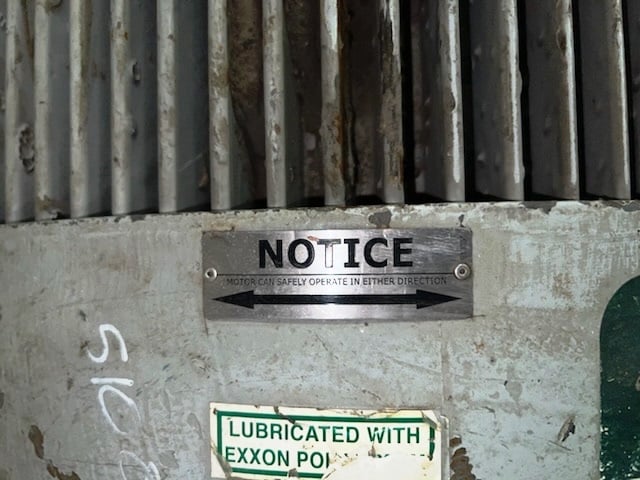 NOTICE
MOTOR CAN SAFELY OPERATE IN EITHER DIRECTION
LUBRICATED WITH
EXXON